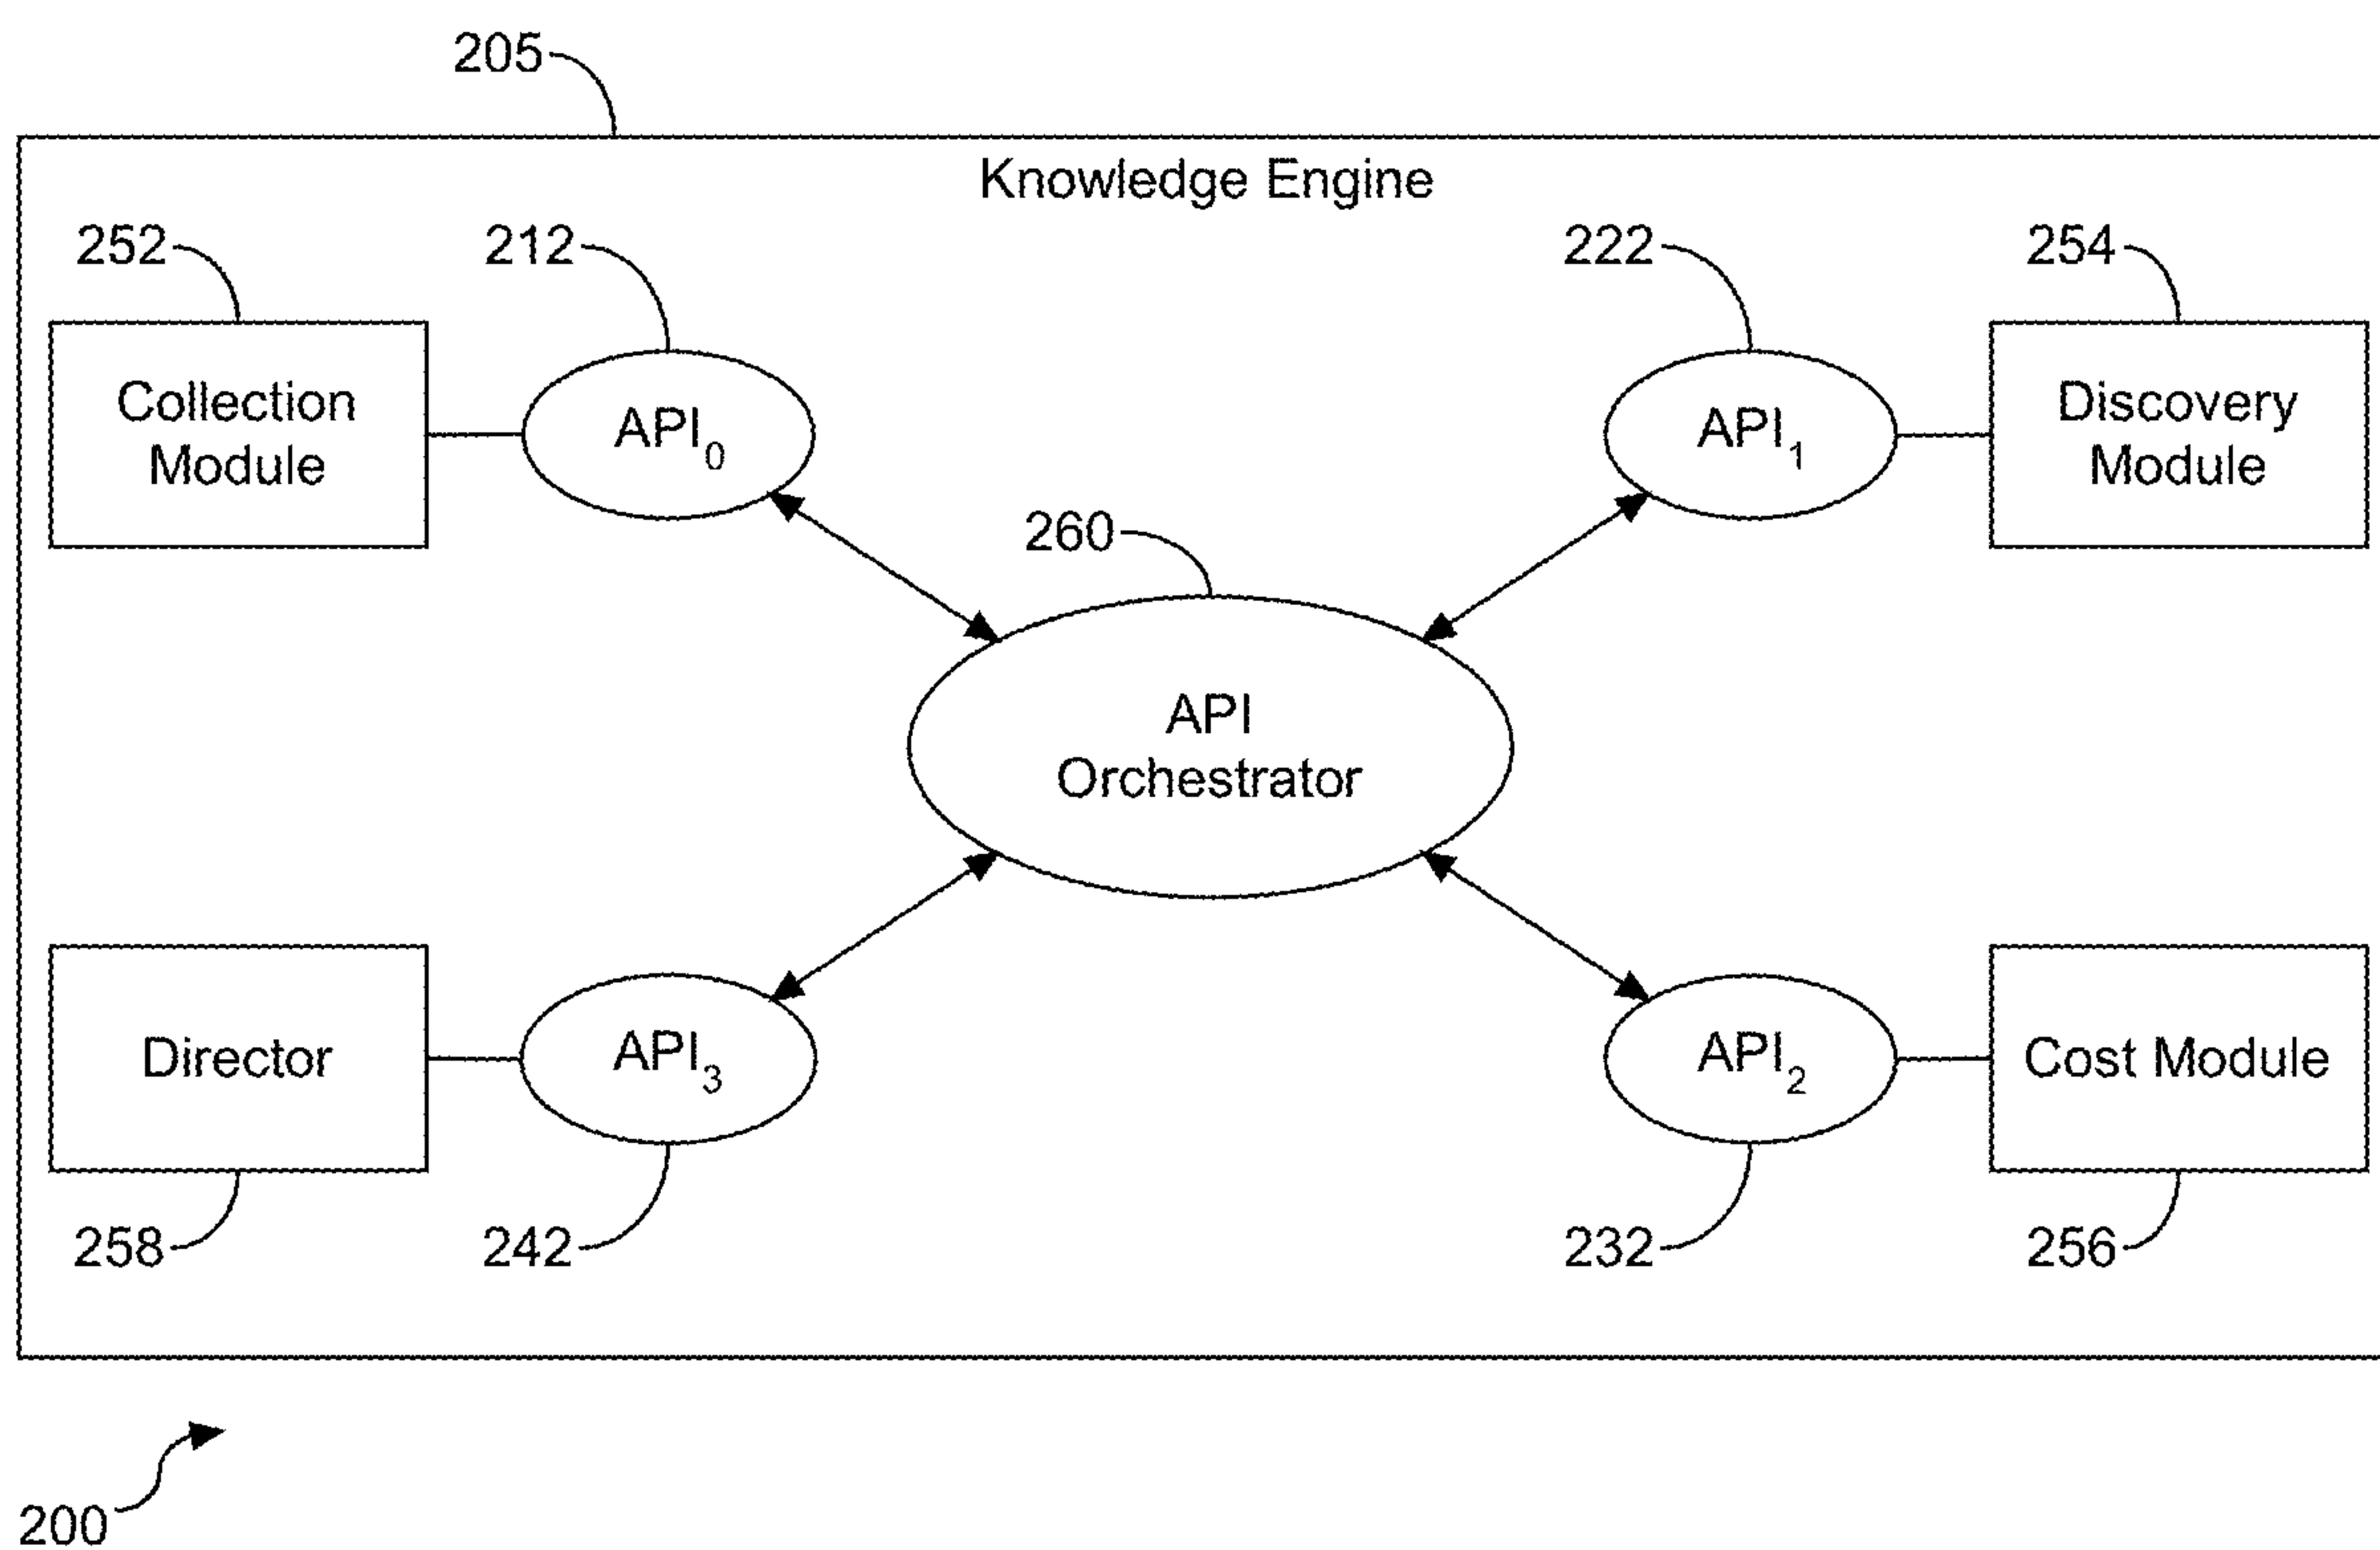 205
Knowledge Engine
252
212
222
254
Collection
Module
API0
API1
Discovery
Module
260
API
Orchestrator
Director
API3
API2
Cost Module
258
242
232
256
200